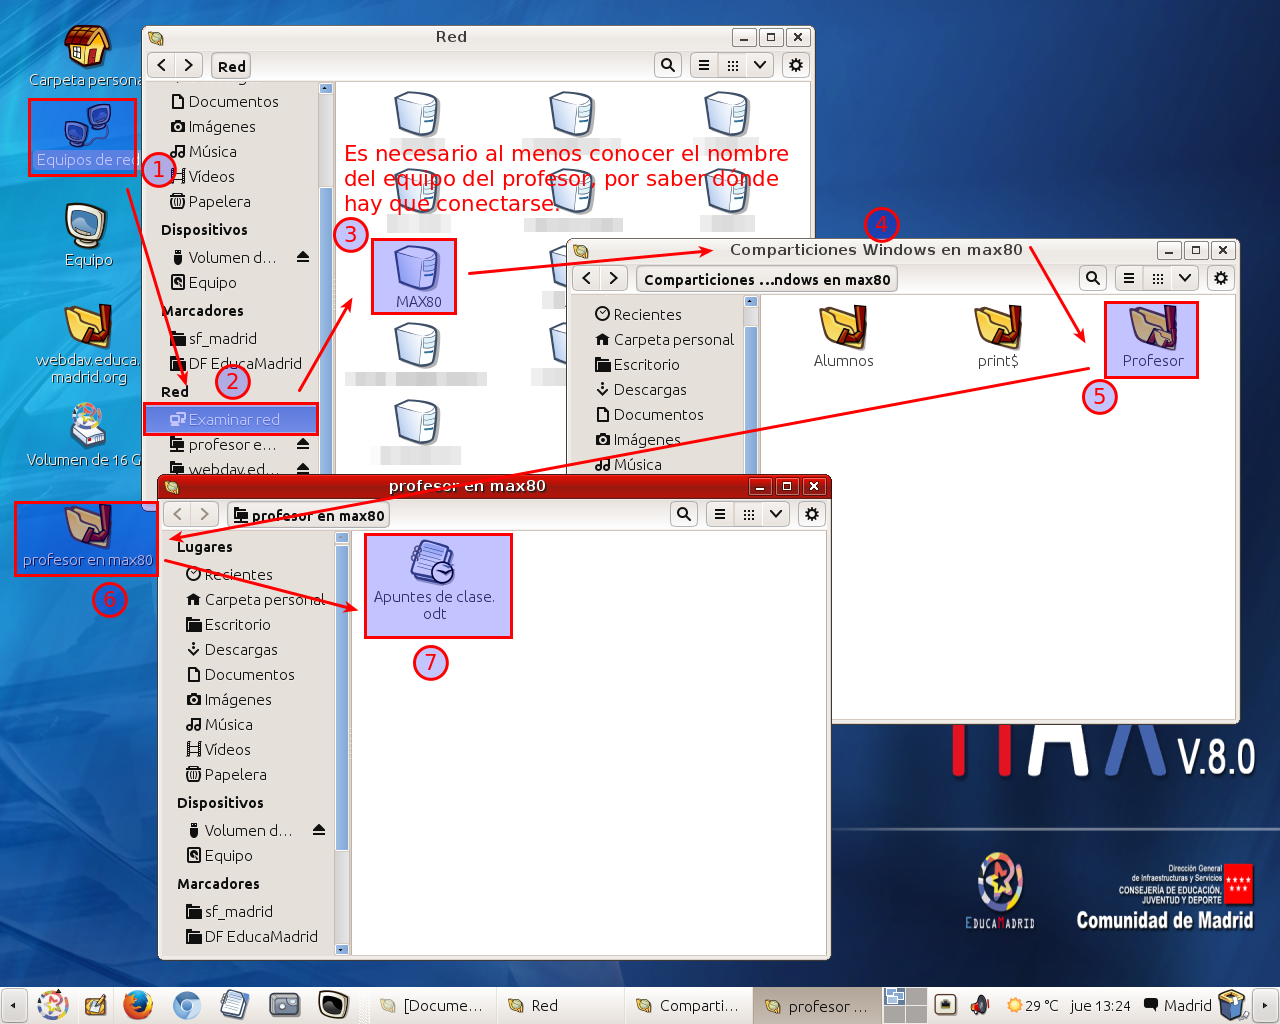 Carpeta persona
Equipos de red
Equipo
webdav.educa.
madrid.org
Volumen de 16 G
profesor en max80
1
2
3
4
5
6
7
Red
Red
Documentos
Imágenes
Música
Vídeos
Papelera
Dispositivos
Volumen d...
Equipo
Marcadores
sf_madrid
DF EducaMadrid
Red
Examinar red
profesor e...
webdav.ed...
Es necesario al menos conocer el nombre
del equipo del profesor, por saber dónde
hay que conectarse.
MAX80
Comparticiones Windows en max80
Comparticiones ...ndows en max80
Recientes
Carpeta personal
Escritorio
Descargas
Documentos
Imágenes
Música
Alumnos
print$
Profesor
profesor en max80
profesor en max80
Lugares
Recientes
Carpeta personal
Escritorio
Descargas
Documentos
Imágenes
Música
Vídeos
Papelera
Dispositivos
Volumen d...
Equipo
Marcadores
sf_madrid
DF EducaMadrid
Apuntes de clase.
odt
MAX
V.8.0
EDUCAMADRID
Dirección General
de Infraestructuras y Servicios
CONSEJERÍA DE EDUCACIÓN,
JUVENTUD Y DEPORTE
Comunidad de Madrid
[Docume...
Red
Comparti...
profesor ...
29 °C
jue 13:24
Madrid